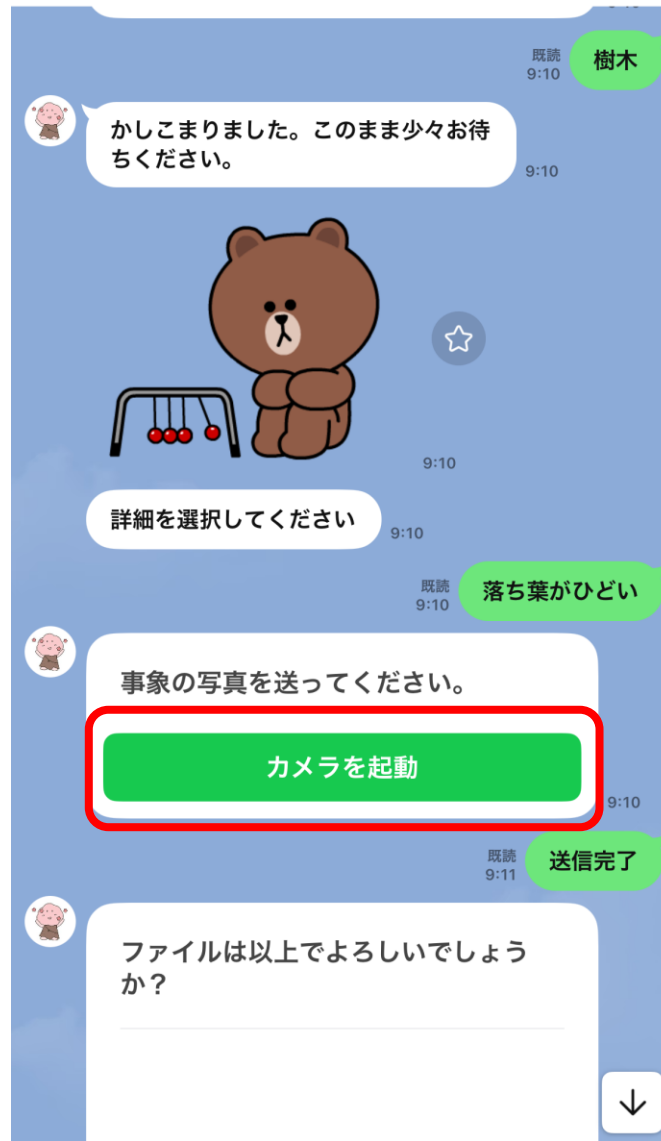 既読
9:10
樹木
かしこまりました。このまま少々お待
ちください。
9:10
9:10
詳細を選択してください
9:10
既読
9:10
落ち葉がひどい
事象の写真を送ってください。
カメラを起動
9:10
既読
9:11
送信完了
ファイルは以上でよろしいでしょう
か？